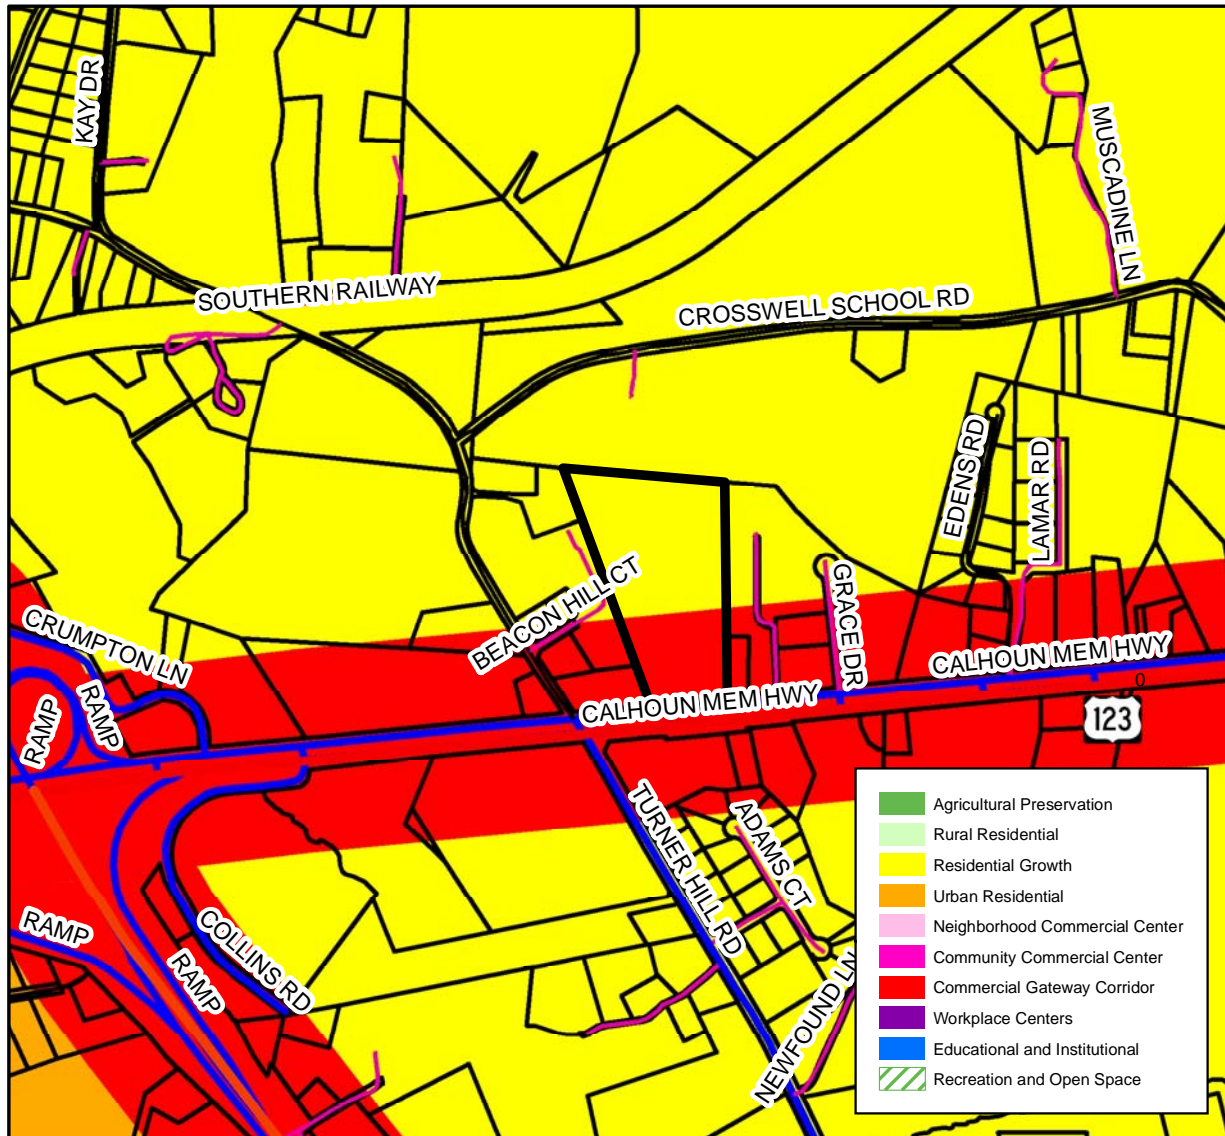 KAY DR
MUSCADINE LN
SOUTHERN RAILWAY
CROSSWELL SCHOOL RD
EDENS RD
LAMAR RD
BEACON HILL CT
GRACE DR
CRUMPTON LN
CALHOUN MEM HWY
CALHOUN MEM HWY
0
123
RAMP
RAMP
TURNER HILL RD
ADAMS CT
COLLINS RD
RAMP
RAMP
NEWFOUND LN
Agricultural Preservation
Rural Residential
Residential Growth
Urban Residential
Neighborhood Commercial Center
Community Commercial Center
Commercial Gateway Corridor
Workplace Centers
Educational and Institutional
Recreation and Open Space